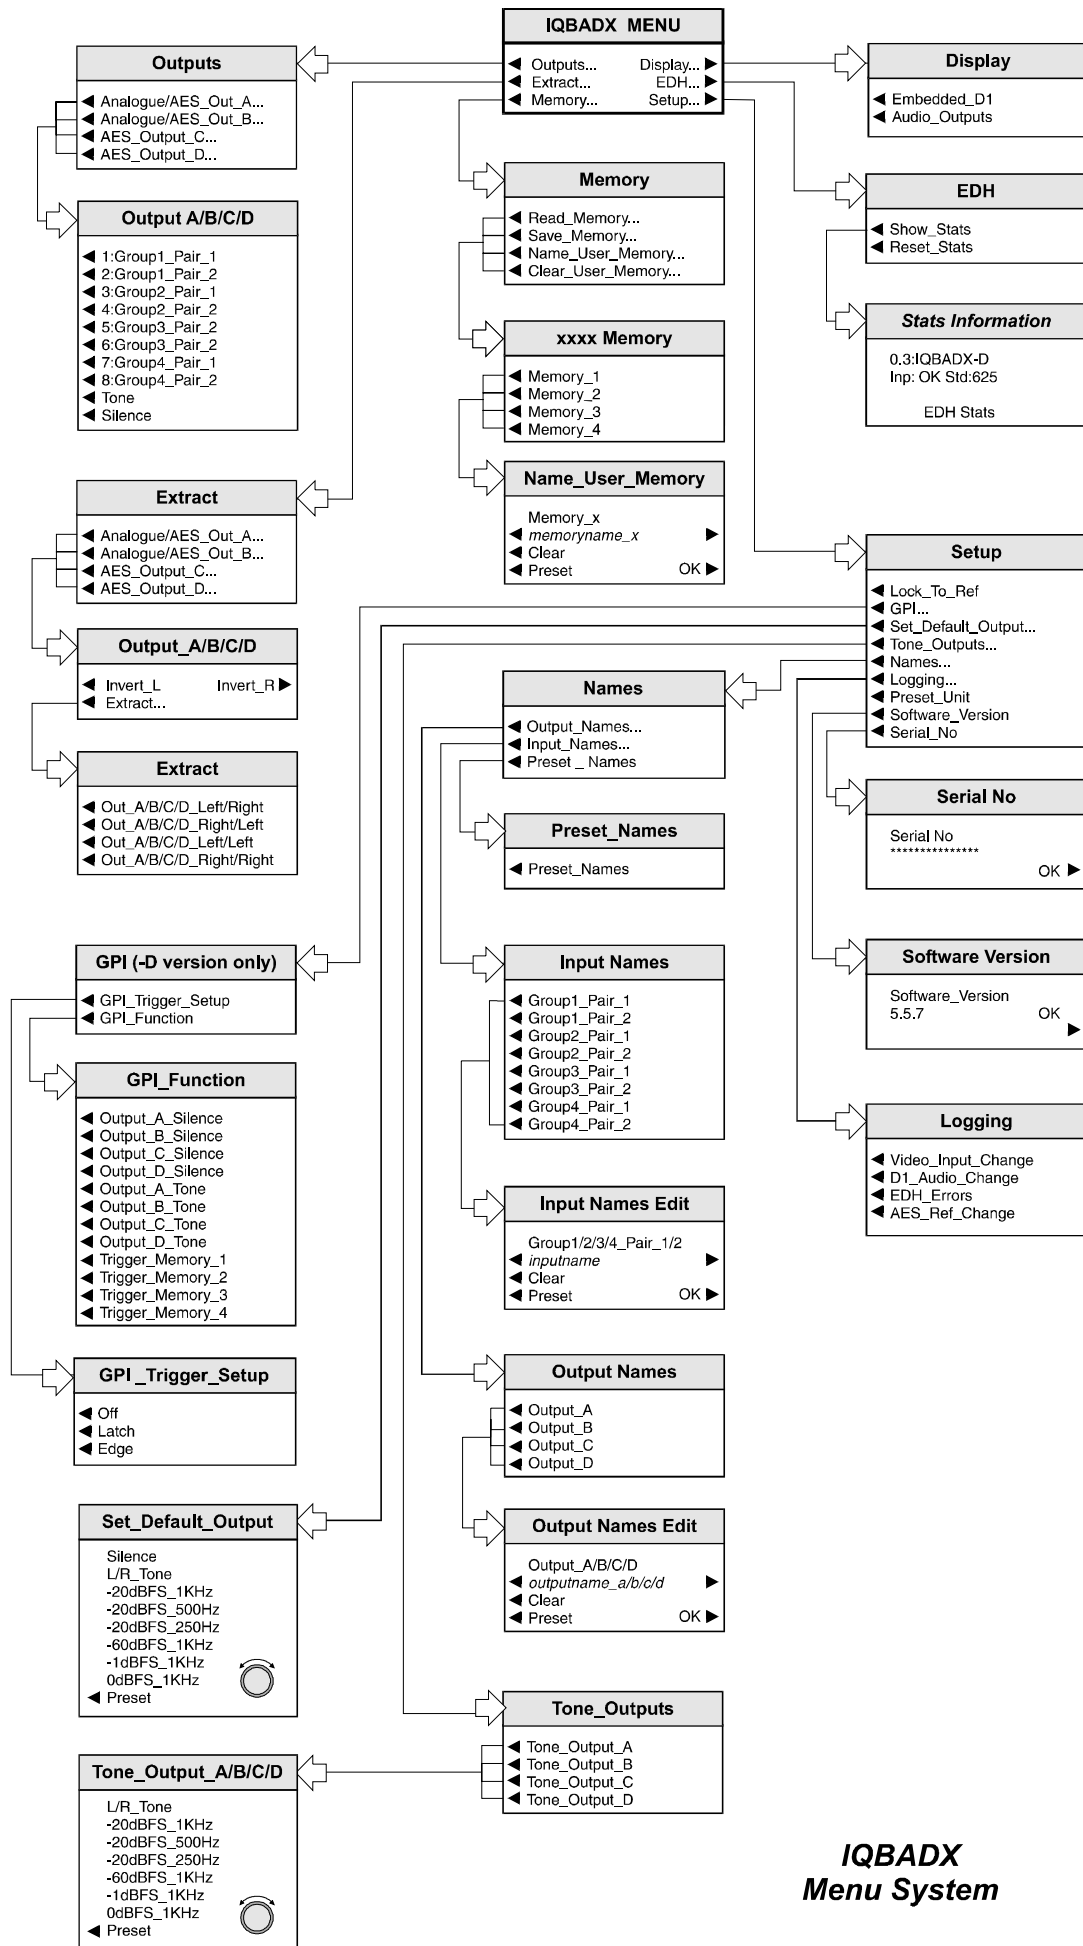 IQBADX MENU
Outputs... Display...
Extract... EDH...
Memory... Setup...
Outputs
Analogue/AES_Out_A...
Analogue/AES_Out_B...
AES_Output_C...
AES_Output_D...
Output A/B/C/D
1:Group1_Pair_1
2:Group1_Pair_2
3:Group2_Pair_1
4:Group2_Pair_2
5:Group3_Pair_2
6:Group3_Pair_2
7:Group4_Pair_1
8:Group4_Pair_2
Tone
Silence
Extract
Analogue/AES_Out_A...
Analogue/AES_Out_B...
AES_Output_C...
AES_Output_D...
Output_A/B/C/D
Invert_L Invert_R
Extract...
Extract
Out_A/B/C/D_Left/Right
Out_A/B/C/D_Right/Left
Out_A/B/C/D_Left/Left
Out_A/B/C/D_Right/Right
GPI (-D version only)
GPI_Trigger_Setup
GPI_Function
GPI_Function
Output_A_Silence
Output_B_Silence
Output_C_Silence
Output_D_Silence
Output_A_Tone
Output_B_Tone
Output_C_Tone
Output_D_Tone
Trigger_Memory_1
Trigger_Memory_2
Trigger_Memory_3
Trigger_Memory_4
GPI _Trigger_Setup
Off
Latch
Edge
Set_Default_Output
Silence
L/R_Tone
-20dBFS_1KHz
-20dBFS_500Hz
-20dBFS_250Hz
-60dBFS_1KHz
-1dBFS_1KHz
0dBFS_1KHz
Preset
Tone_Output_A/B/C/D
L/R_Tone
-20dBFS_1KHz
-20dBFS_500Hz
-20dBFS_250Hz
-60dBFS_1KHz
-1dBFS_1KHz
0dBFS_1KHz
Preset
Memory
Read_Memory...
Save_Memory...
Name_User_Memory...
Clear_User_Memory...
xxxx Memory
Memory_1
Memory_2
Memory_3
Memory_4
Name_User_Memory
Memory_x
memoryname_x
Clear
Preset OK
Names
Output_Names...
Input_Names...
Preset _ Names
Preset_Names
Preset_Names
Input Names
Group1_Pair_1
Group1_Pair_2
Group2_Pair_1
Group2_Pair_2
Group3_Pair_1
Group3_Pair_2
Group4_Pair_1
Group4_Pair_2
Input Names Edit
Group1/2/3/4_Pair_1/2
inputname
Clear
Preset OK
Output Names
Output_A
Output_B
Output_C
Output_D
Output Names Edit
Output_A/B/C/D
outputname_a/b/c/d
Clear
Preset OK
Tone_Outputs
Tone_Output_A
Tone_Output_B
Tone_Output_C
Tone_Output_D
Display
Embedded_D1
Audio_Outputs
EDH
Show_Stats
Reset_Stats
Stats Information
0.3:IQBADX-D
Inp: OK Std:625
EDH Stats
Setup
Lock_To_Ref
GPI...
Set_Default_Output...
Tone_Outputs...
Names...
Logging...
Preset_Unit
Software_Version
Serial_No
Serial No
Serial No
***************
OK
Software Version
Software_Version
5.5.7 OK
Logging
Video_Input_Change
D1_Audio_Change
EDH_Errors
AES_Ref_Change
IQBADX
Menu System